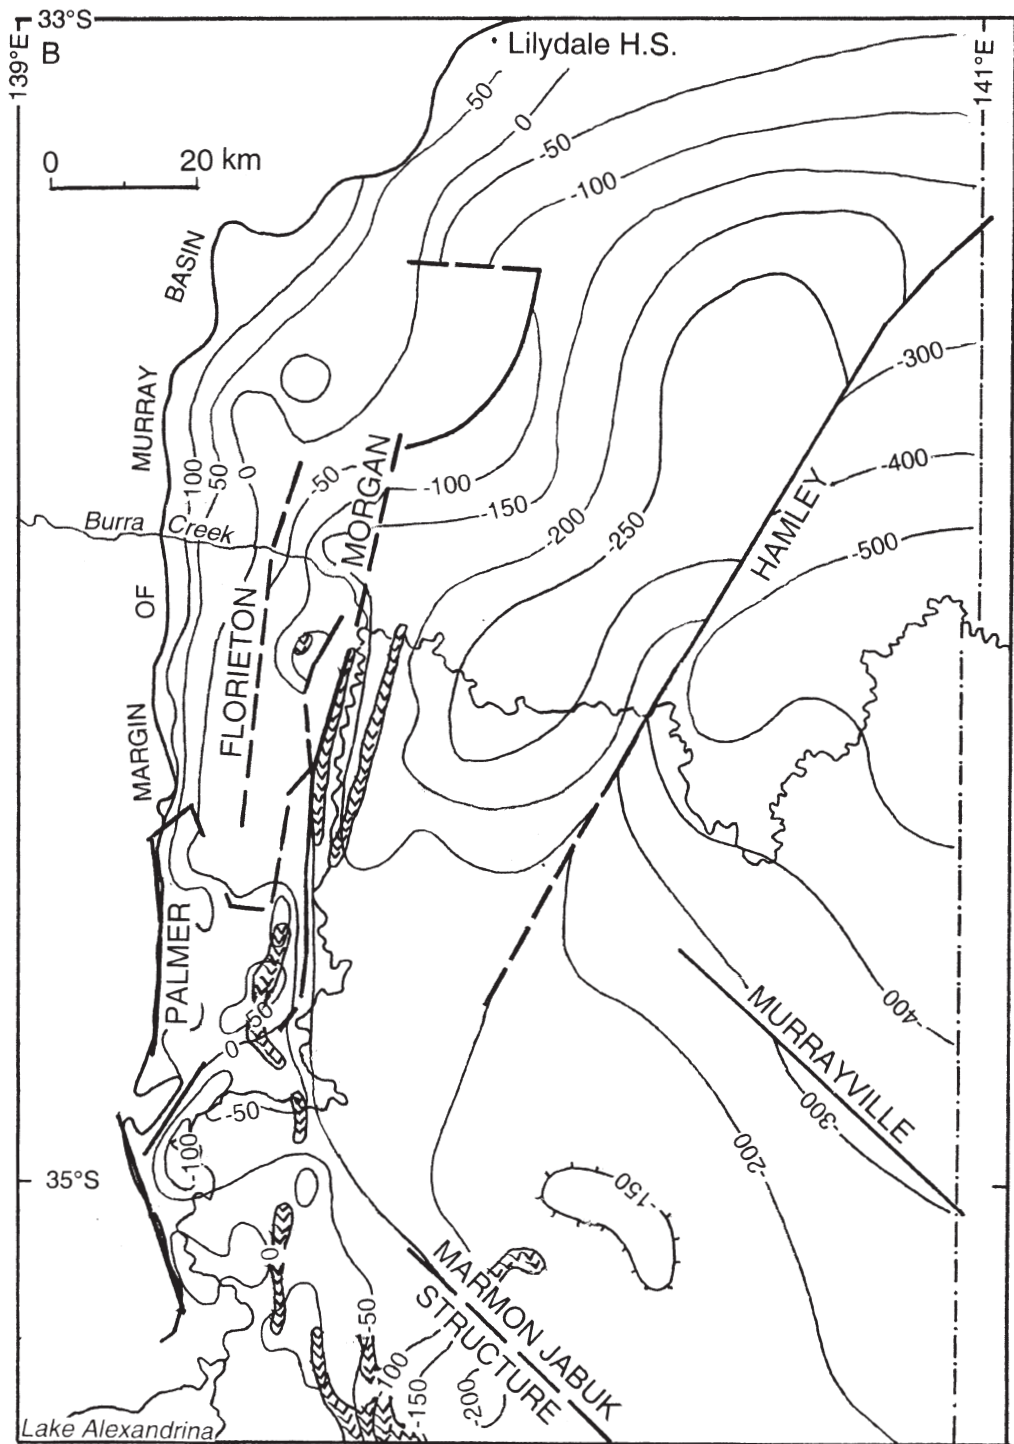 33°S
139°E
B
Lilydale H.S.
141°E
0 20 km
50
0
-50
-100
BASIN
MURRAY
OF
MARGIN
-300
-400
-500
100
50
0
-50
-100
-150
-200
-250
Burra Creek
MORGAN
FLORIETON
HAMLEY
PALMER
50
0
-50
-100
-400
MURRAYVILLE
-300
-200
-150
35°S
0
MARMON JABUK
STRUCTURE
-50
-100
-150
-200
Lake Alexandrina